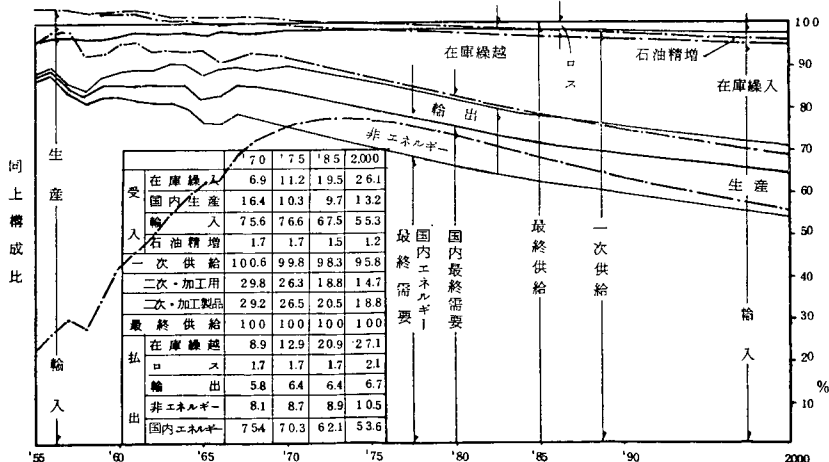 100
90
80
70
60
50
40
30
20
10
%
在庫繰越
ロス
石油精増
在庫繰入
輸出
非エネルギー
生産
同上構成比
生産
輸入
国内エネルギー
最終需要
国内最終需要
最終供給
一次供給
輸入
'70 '75 '85 2,000
受入
在庫繰入 6.9 11.2 19.5 26.1
国内生産 16.4 10.3 9.7 13.2
輸入 75.6 76.6 67.5 55.3
石油精増 1.7 1.7 1.5 1.2
一次供給 100.6 99.8 98.3 95.8
二次・加工用 29.8 26.3 18.8 14.7
二次・加工製品 29.2 26.5 20.5 18.8
最終供給 100 100 100 100
払出
在庫繰越 8.9 12.9 20.9 27.1
ロス 1.7 1.7 1.7 2.1
輸出 5.8 6.4 6.4 6.7
非エネルギー 8.1 8.7 8.9 10.5
国内エネルギー 75.4 70.3 62.1 53.6
'55 '60 '65 '70 '75 '80 '85 '90 2000